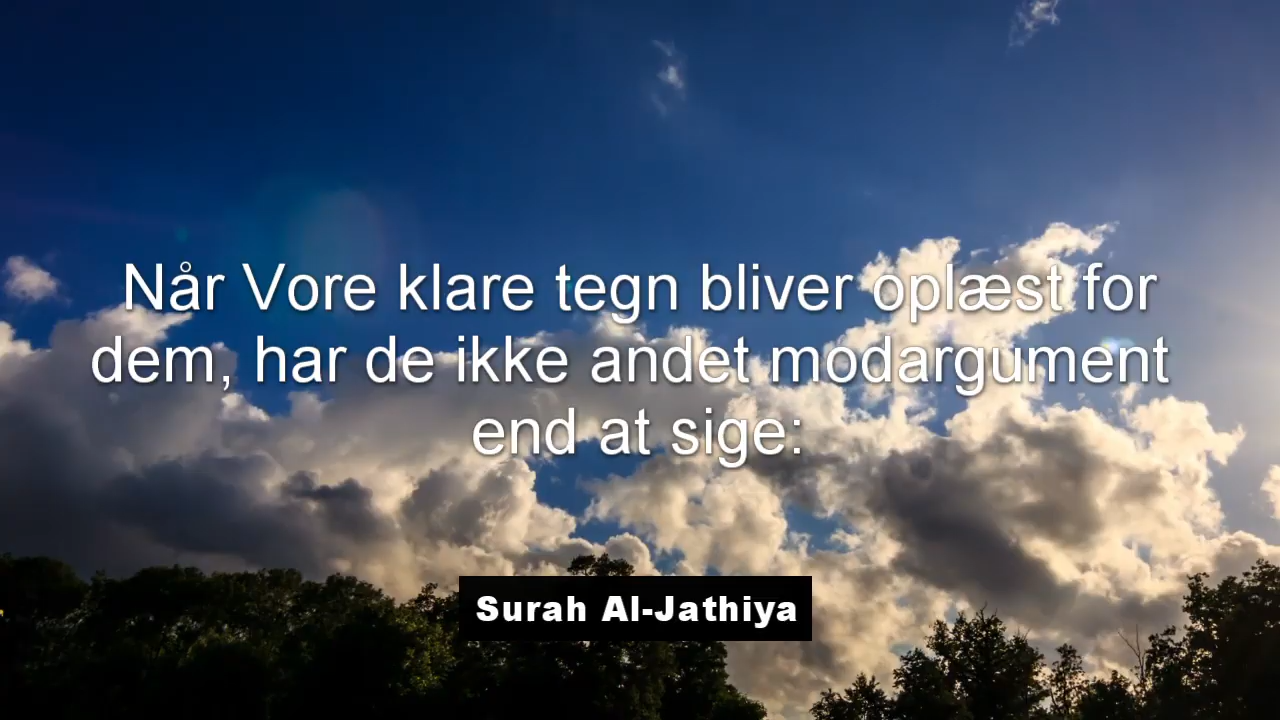 Når Vore klare tegn bliver oplæst for
dem, har de ikke andet modargument
end at sige:
Surah Al-Jathiya